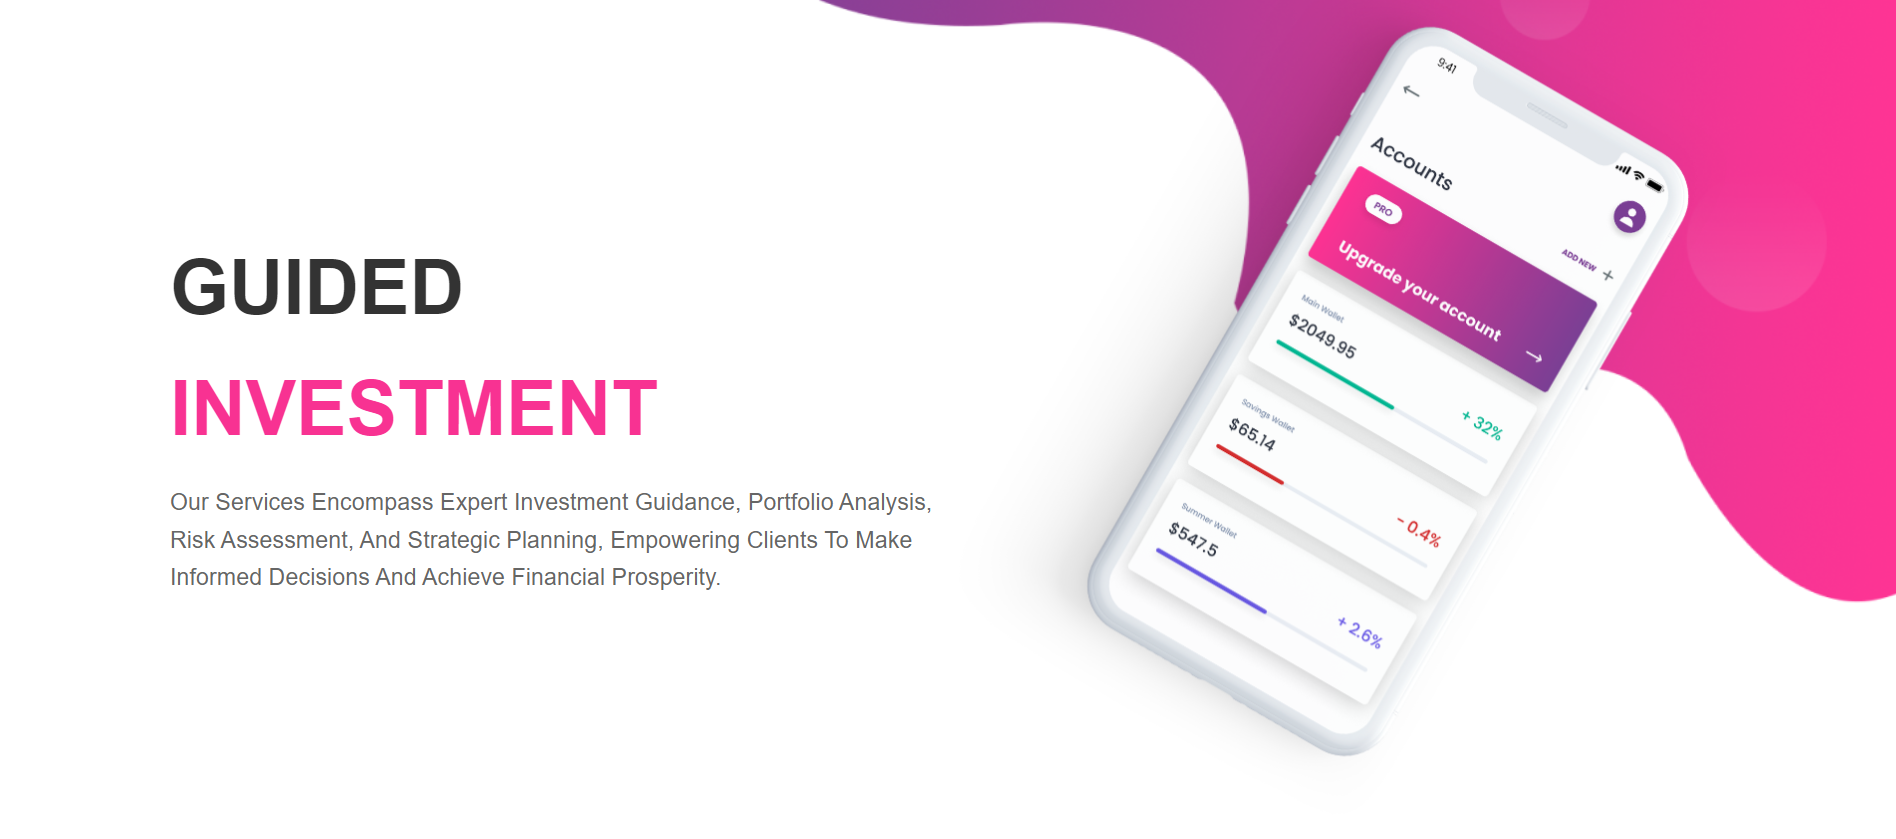 GUIDED
INVESTMENT
Our Services Encompass Expert Investment Guidance, Portfolio Analysis,
Risk Assessment, And Strategic Planning, Empowering Clients To Make
Informed Decisions And Achieve Financial Prosperity.
9:41
Accounts
PRO
ADD NEW +
Upgrade your account
Main Wallet
$2049.95
+ 32%
Savings Wallet
$65.14
- 0.4%
Summer Wallet
$547.5
+ 2.6%